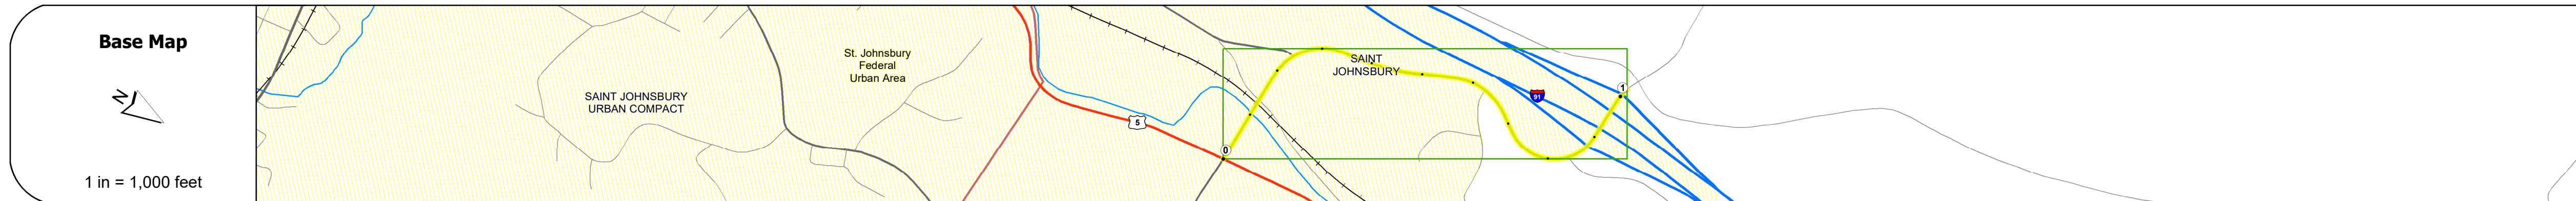 Base Map
N
1 in = 1,000 feet
SAINT JOHNSBURY
URBAN COMPACT
St. Johnsbury
Federal
Urban Area
5
0
SAINT
JOHNSBURY
91
1